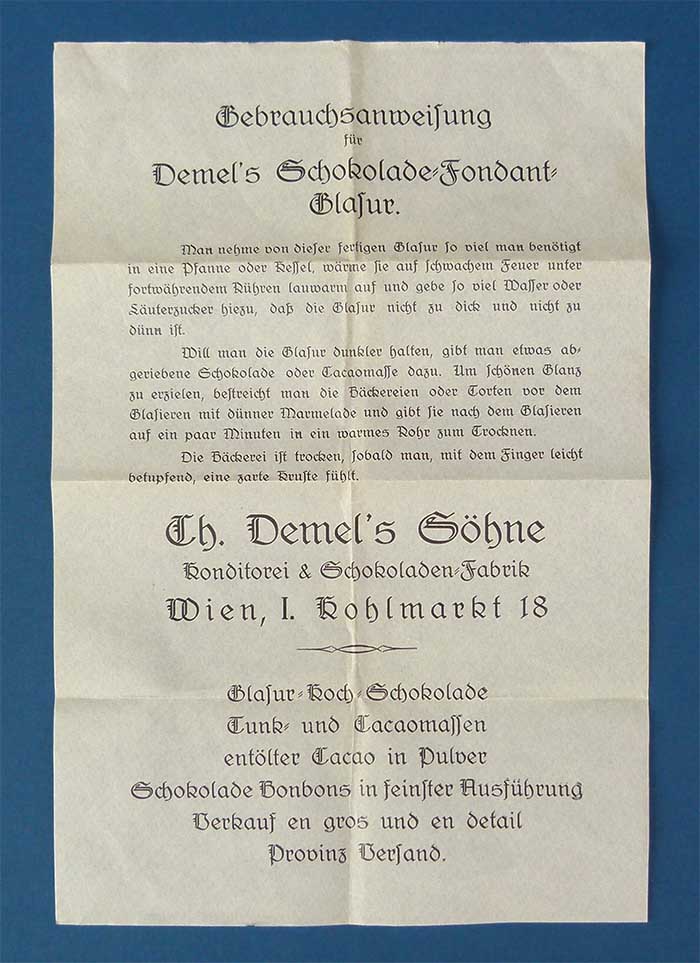 Gebrauchsanweiſung
für
Demel's Schokolade-Fondant-
Glaſur.
Man nehme von dieſer fertigen Glaſur ſo viel man benötigt
in eine Pfanne oder Keſſel, wärme ſie auf ſchwachem Feuer unter
fortwährendem Rühren lauwarm auf und gebe ſo viel Waſſer oder
Läuterzucker hiezu, daß die Glaſur nicht zu dick und nicht zu
dünn iſt.
Will man die Glaſur dunkler halten, gibt man etwas ab-
geriebene Schokolade oder Cacaomaſſe dazu. Um ſchönen Glanz
zu erzielen, beſtreicht man die Bäckereien oder Torten vor dem
Glaſieren mit dünner Marmelade und gibt ſie nach dem Glaſieren
auf ein paar Minuten in ein warmes Rohr zum Trocknen.
Die Bäckerei iſt trocken, ſobald man, mit dem Finger leicht
betupfend, eine zarte Kruſte fühlt.
Ch. Demel's Söhne
Konditorei & Schokoladen-Fabrik
Wien, I. Kohlmarkt 18
Glaſur-Koch-Schokolade
Tunk- und Cacaomaſſen
entölter Cacao in Pulver
Schokolade Bonbons in feinſter Ausführung
Verkauf en gros und en detail
Provinz Verſand.